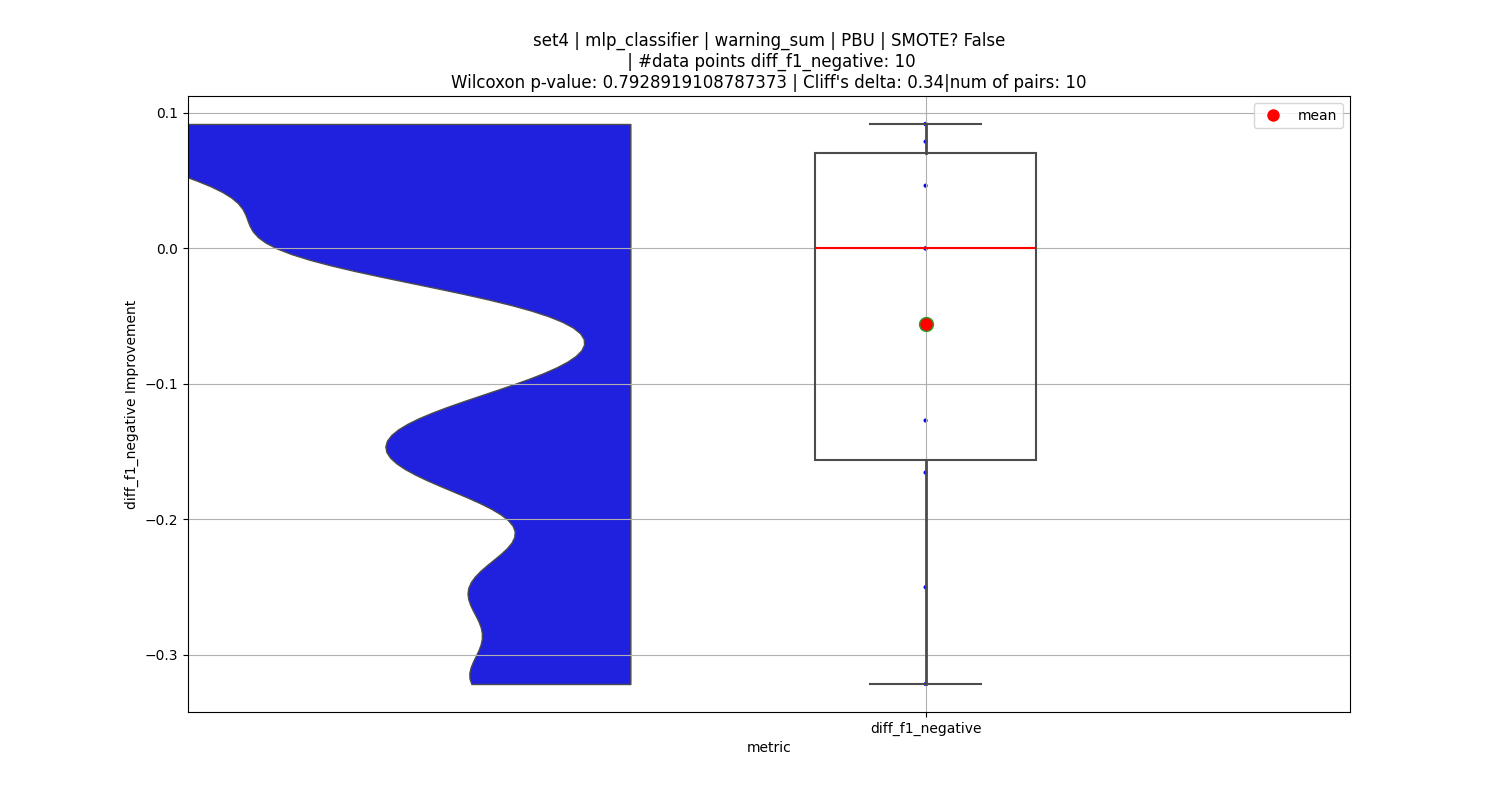 set4 | mlp_classifier | warning_sum | PBU | SMOTE? False
| #data points diff_f1_negative: 10
Wilcoxon p-value: 0.7928919108787373 | Cliff's delta: 0.34|num of pairs: 10
mean
0.1
0.0
−0.1
−0.2
−0.3
diff_f1_negative Improvement
diff_f1_negative
metric